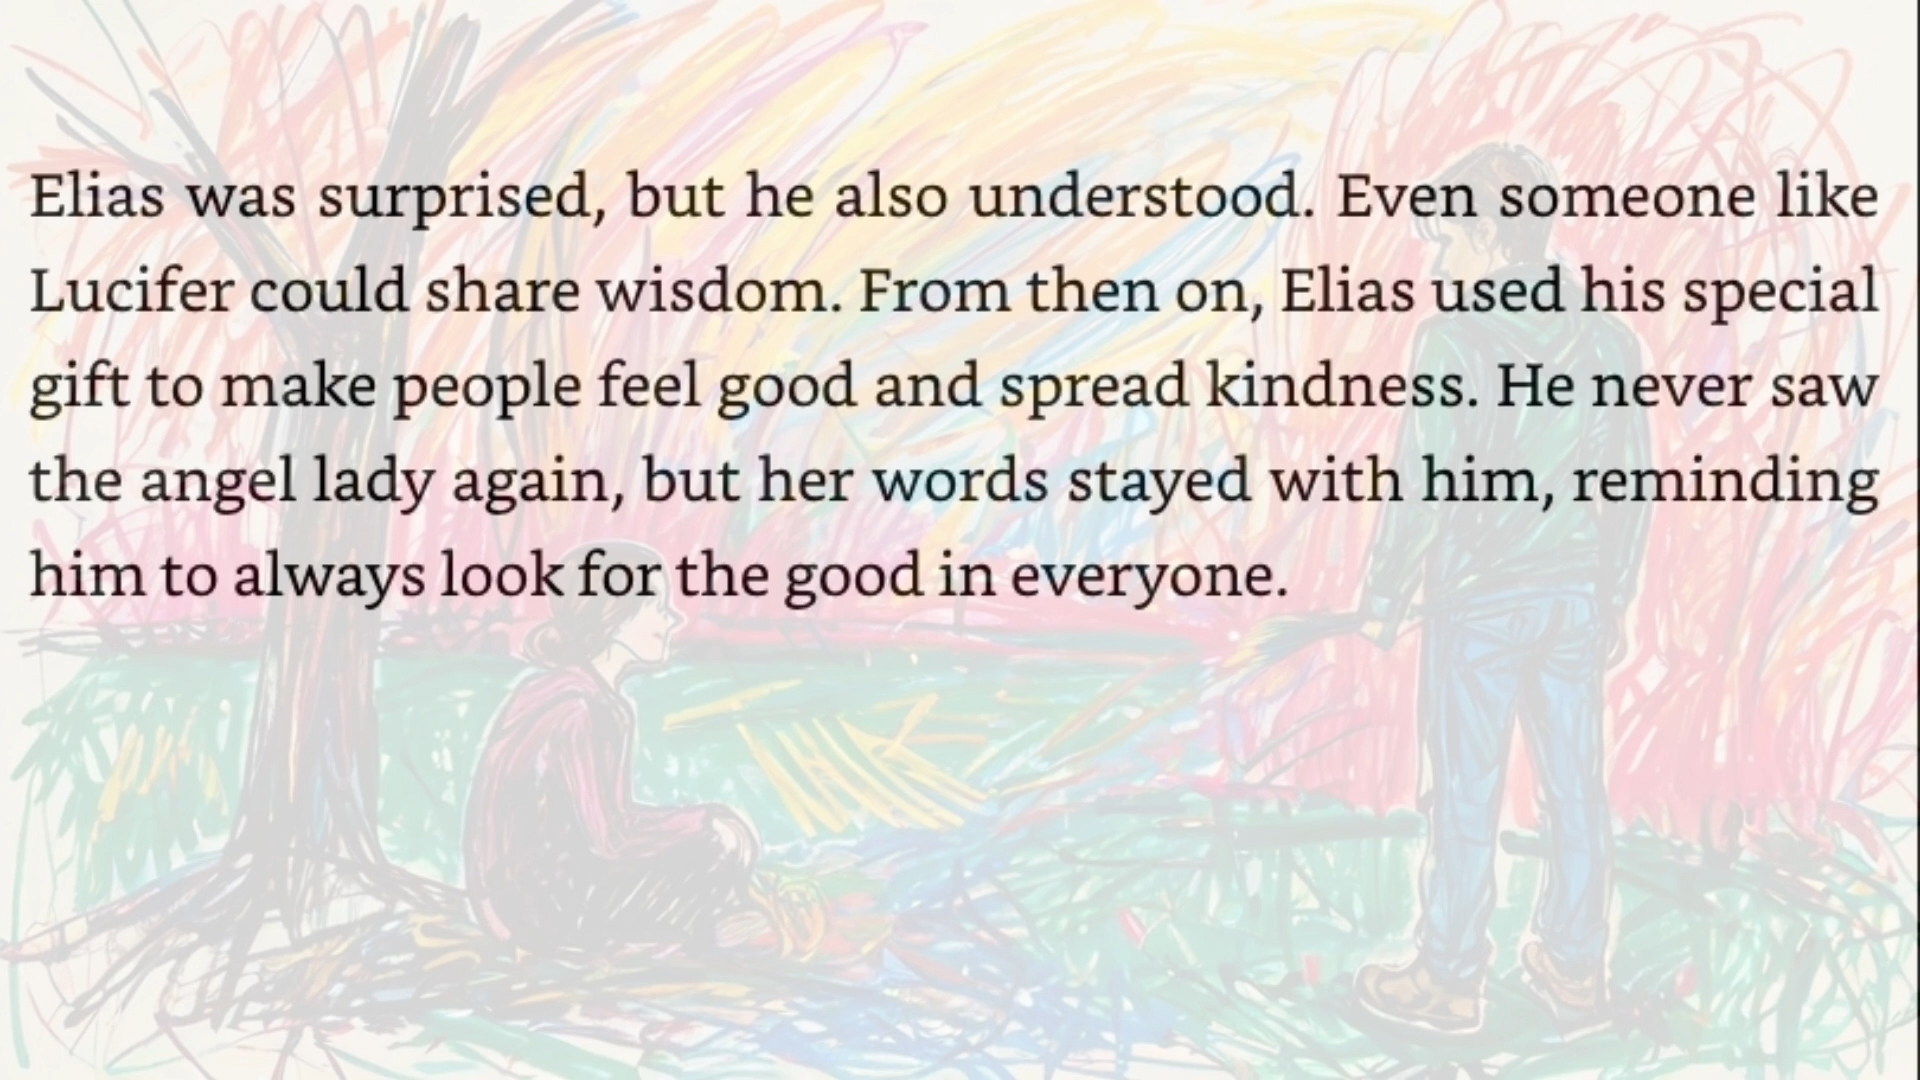 Elias was surprised, but he also understood. Even someone like
Lucifer could share wisdom. From then on, Elias used his special
gift to make people feel good and spread kindness. He never saw
the angel lady again, but her words stayed with him, reminding
him to always look for the good in everyone.